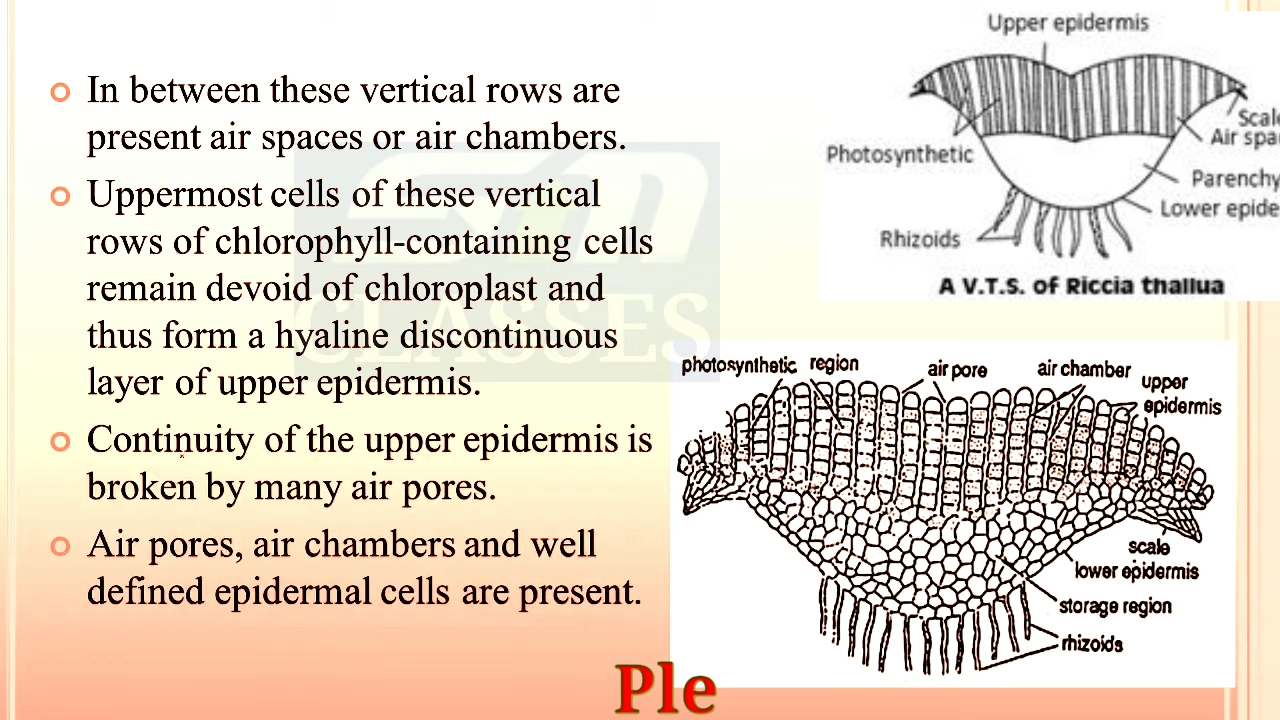 In between these vertical rows are
present air spaces or air chambers.
Uppermost cells of these vertical
rows of chlorophyll-containing cells
remain devoid of chloroplast and
thus form a hyaline discontinuous
layer of upper epidermis.
Continuity of the upper epidermis is
broken by many air pores.
Air pores, air chambers and well
defined epidermal cells are present.
CLASSES
Upper epidermis
Scale
Air spa
Photosynthetic
Parenchy
Lower epide
Rhizoids
A V.T.S. of Riccia thallua
photosynthetic region
air pore
air chamber
upper
epidermis
scale
lower epidermis
storage region
rhizoids
Ple